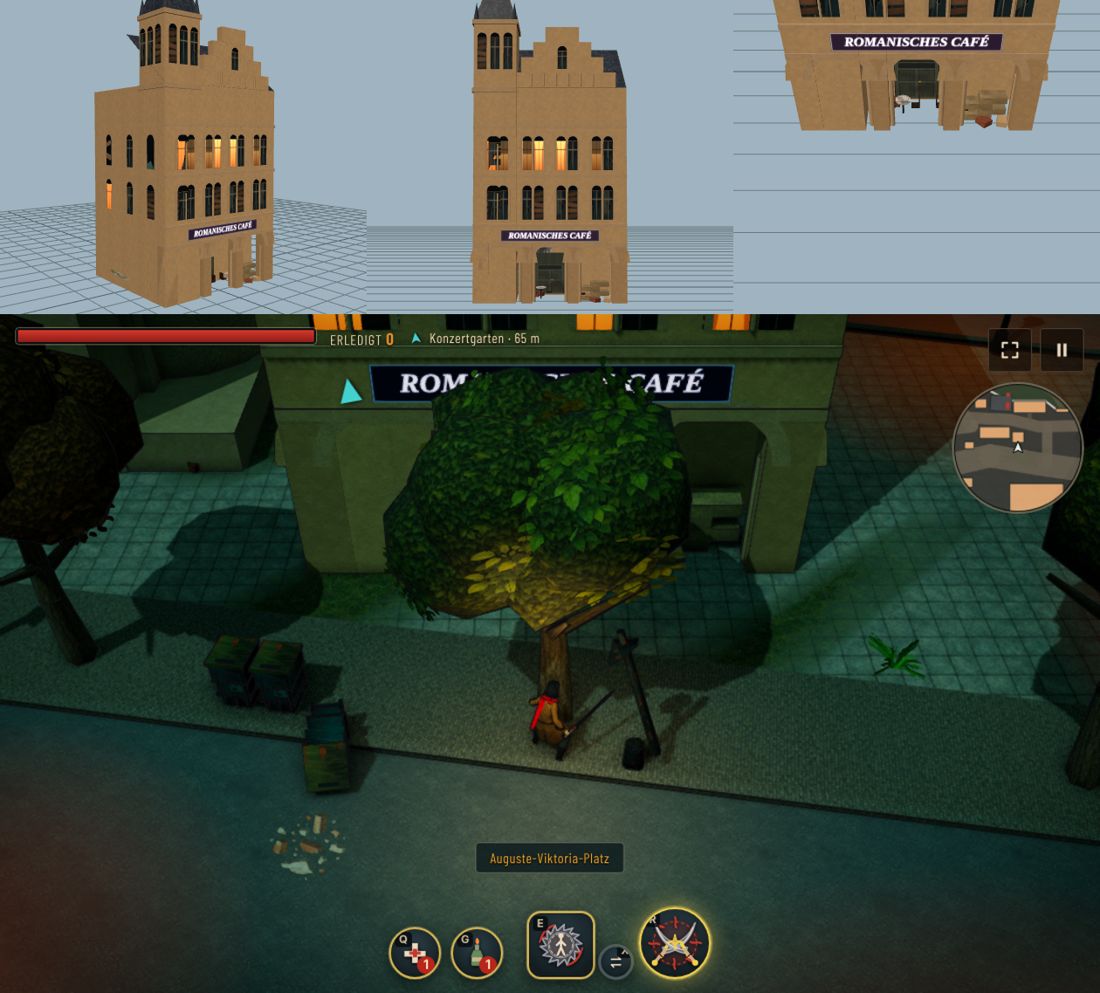 ROMANISCHES CAFÉ
ROMANISCHES CAFÉ
ROMANISCHES CAFÉ
ERLEDIGT 0
Konzertgarten · 65 m
CAFÉ
Auguste-Viktoria-Platz
Q
1
G
1
E
R